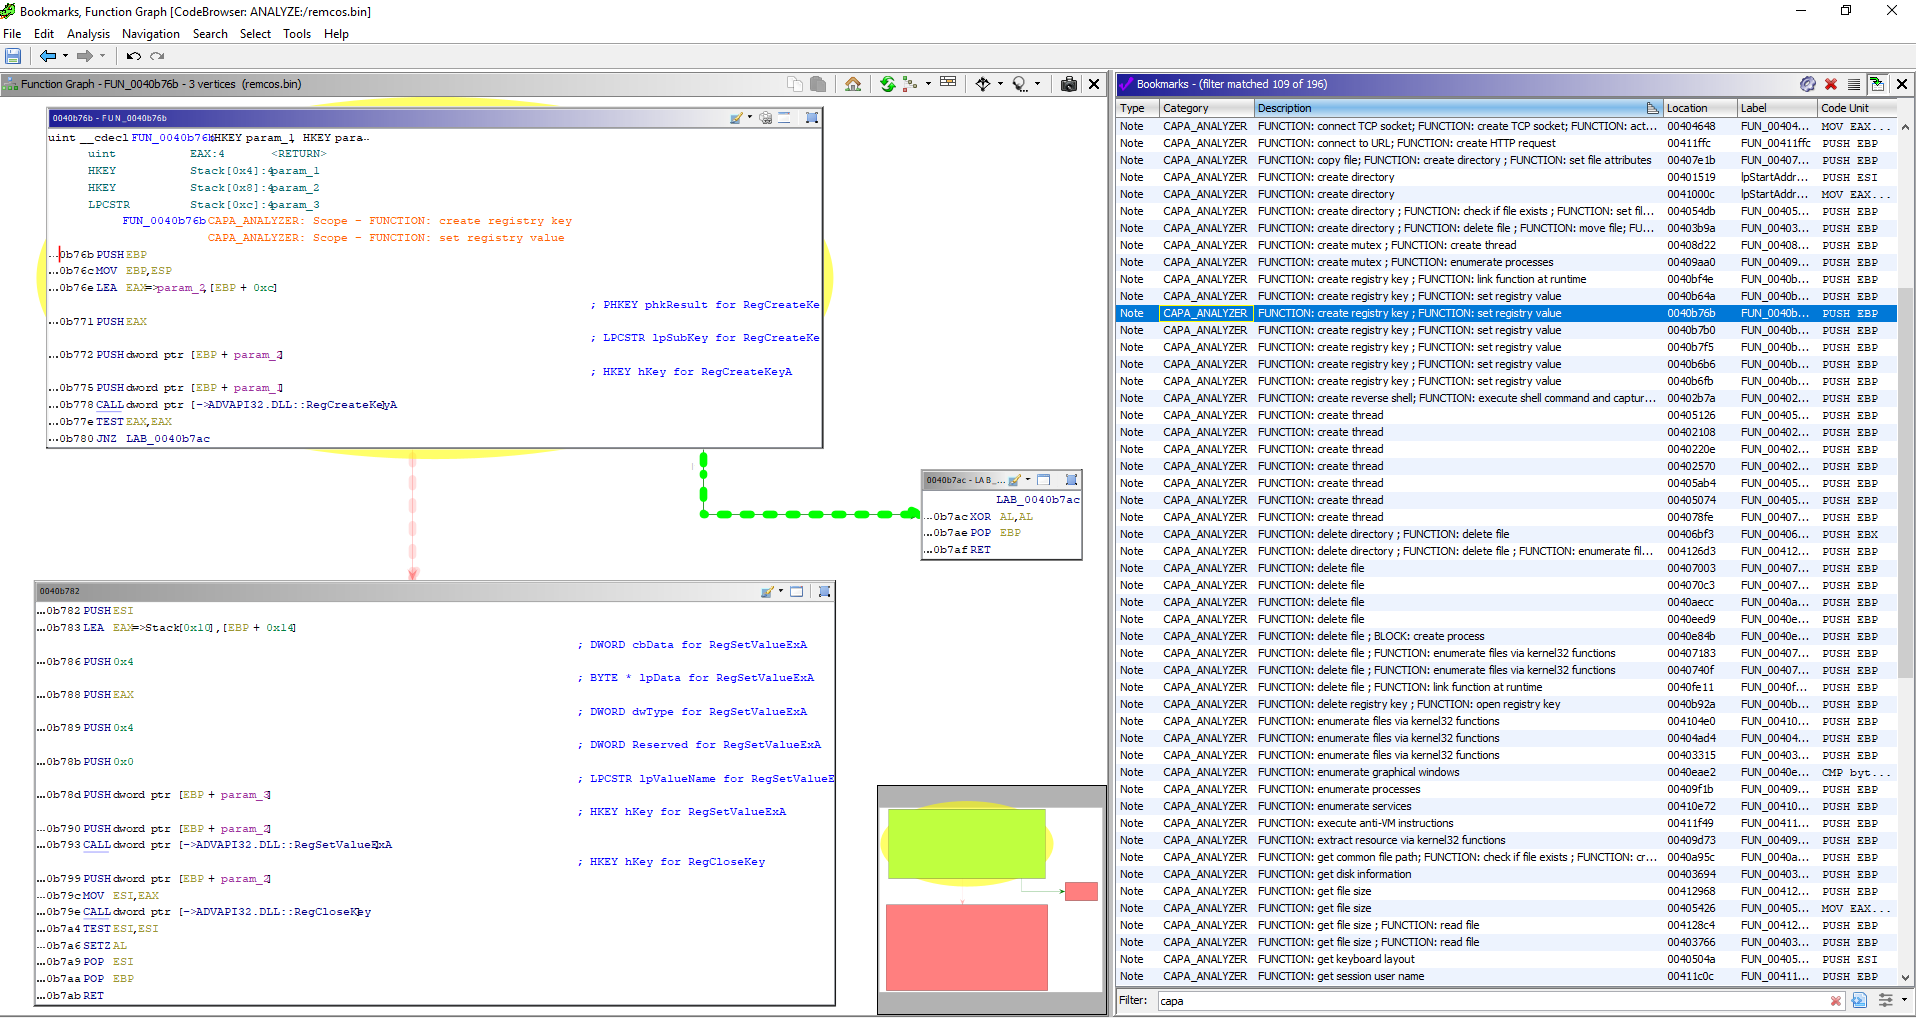 Bookmarks, Function Graph [CodeBrowser: ANALYZE:/remcos.bin]
File Edit Analysis Navigation Search Select Tools Help
Function Graph - FUN_0040b76b - 3 vertices (remcos.bin)
0040b76b - FUN_0040b76b
uint __cdecl FUN_0040b76b(HKEY param_1, HKEY para...
uint EAX:4 <RETURN>
HKEY Stack[0x4]:4 param_1
HKEY Stack[0x8]:4 param_2
LPCSTR Stack[0xc]:4 param_3
FUN_0040b76b CAPA_ANALYZER: Scope - FUNCTION: create registry key
CAPA_ANALYZER: Scope - FUNCTION: set registry value
...0b76b PUSH EBP
...0b76c MOV EBP,ESP
...0b76e LEA EAX=>param_2,[EBP + 0xc]
; PHKEY phkResult for RegCreateKe
...0b771 PUSH EAX
; LPCSTR lpSubKey for RegCreateKe
...0b772 PUSH dword ptr [EBP + param_2]
; HKEY hKey for RegCreateKeyA
...0b775 PUSH dword ptr [EBP + param_1]
...0b778 CALL dword ptr [->ADVAPI32.DLL::RegCreateKeyA]
...0b77e TEST EAX,EAX
...0b780 JNZ LAB_0040b7ac
0040b7ac - LAB_...
LAB_0040b7ac
...0b7ac XOR AL,AL
...0b7ae POP EBP
...0b7af RET
0040b782
...0b782 PUSH ESI
...0b783 LEA EAX=>Stack[0x10],[EBP + 0x14]
; DWORD cbData for RegSetValueExA
...0b786 PUSH 0x4
; BYTE * lpData for RegSetValueExA
...0b788 PUSH EAX
; DWORD dwType for RegSetValueExA
...0b789 PUSH 0x4
; DWORD Reserved for RegSetValueExA
...0b78b PUSH 0x0
; LPCSTR lpValueName for RegSetValueE
...0b78d PUSH dword ptr [EBP + param_3]
; HKEY hKey for RegSetValueExA
...0b790 PUSH dword ptr [EBP + param_2]
...0b793 CALL dword ptr [->ADVAPI32.DLL::RegSetValueExA]
; HKEY hKey for RegCloseKey
...0b799 PUSH dword ptr [EBP + param_2]
...0b79c MOV ESI,EAX
...0b79e CALL dword ptr [->ADVAPI32.DLL::RegCloseKey]
...0b7a4 TEST ESI,ESI
...0b7a6 SETZ AL
...0b7a9 POP ESI
...0b7aa POP EBP
...0b7ab RET
Bookmarks - (filter matched 109 of 196)
Type Category Description Location Label Code Unit
Note CAPA_ANALYZER FUNCTION: connect TCP socket; FUNCTION: create TCP socket; FUNCTION: act... 00404648 FUN_00404... MOV EAX...
Note CAPA_ANALYZER FUNCTION: connect to URL; FUNCTION: create HTTP request 00411ffc FUN_00411ffc PUSH EBP
Note CAPA_ANALYZER FUNCTION: copy file; FUNCTION: create directory ; FUNCTION: set file attributes 00407e1b FUN_00407... PUSH EBP
Note CAPA_ANALYZER FUNCTION: create directory 00401519 lpStartAddr... PUSH ESI
Note CAPA_ANALYZER FUNCTION: create directory 0041000c lpStartAddr... MOV EAX...
Note CAPA_ANALYZER FUNCTION: create directory ; FUNCTION: check if file exists ; FUNCTION: set fil... 004054db FUN_00405... PUSH EBP
Note CAPA_ANALYZER FUNCTION: create directory ; FUNCTION: delete file ; FUNCTION: move file; FU... 00403b9a FUN_00403... PUSH EBP
Note CAPA_ANALYZER FUNCTION: create mutex ; FUNCTION: create thread 00408d22 FUN_00408... PUSH EBP
Note CAPA_ANALYZER FUNCTION: create mutex ; FUNCTION: enumerate processes 00409aa0 FUN_00409... PUSH EBP
Note CAPA_ANALYZER FUNCTION: create registry key ; FUNCTION: link function at runtime 0040bf4e FUN_0040b... PUSH EBP
Note CAPA_ANALYZER FUNCTION: create registry key ; FUNCTION: set registry value 0040b64a FUN_0040b... PUSH EBP
Note CAPA_ANALYZER FUNCTION: create registry key ; FUNCTION: set registry value 0040b76b FUN_0040b... PUSH EBP
Note CAPA_ANALYZER FUNCTION: create registry key ; FUNCTION: set registry value 0040b7b0 FUN_0040b... PUSH EBP
Note CAPA_ANALYZER FUNCTION: create registry key ; FUNCTION: set registry value 0040b7f5 FUN_0040b... PUSH EBP
Note CAPA_ANALYZER FUNCTION: create registry key ; FUNCTION: set registry value 0040b6b6 FUN_0040b... PUSH EBP
Note CAPA_ANALYZER FUNCTION: create registry key ; FUNCTION: set registry value 0040b6fb FUN_0040b... PUSH EBP
Note CAPA_ANALYZER FUNCTION: create reverse shell; FUNCTION: execute shell command and captur... 00402b7a FUN_00402... PUSH EBP
Note CAPA_ANALYZER FUNCTION: create thread 00405126 FUN_00405... PUSH EBP
Note CAPA_ANALYZER FUNCTION: create thread 00402108 FUN_00402... PUSH EBP
Note CAPA_ANALYZER FUNCTION: create thread 0040220e FUN_00402... PUSH EBP
Note CAPA_ANALYZER FUNCTION: create thread 00402570 FUN_00402... PUSH EBP
Note CAPA_ANALYZER FUNCTION: create thread 00405ab4 FUN_00405... PUSH EBP
Note CAPA_ANALYZER FUNCTION: create thread 00405074 FUN_00405... PUSH EBP
Note CAPA_ANALYZER FUNCTION: create thread 004078fe FUN_00407... PUSH EBP
Note CAPA_ANALYZER FUNCTION: delete directory ; FUNCTION: delete file 00406bf3 FUN_00406... PUSH EBX
Note CAPA_ANALYZER FUNCTION: delete directory ; FUNCTION: delete file ; FUNCTION: enumerate fil... 004126d3 FUN_00412... PUSH EBP
Note CAPA_ANALYZER FUNCTION: delete file 00407003 FUN_00407... PUSH EBP
Note CAPA_ANALYZER FUNCTION: delete file 004070c3 FUN_00407... PUSH EBP
Note CAPA_ANALYZER FUNCTION: delete file 0040aecc FUN_0040a... PUSH EBP
Note CAPA_ANALYZER FUNCTION: delete file 0040eed9 FUN_0040e... PUSH EBP
Note CAPA_ANALYZER FUNCTION: delete file ; BLOCK: create process 0040e84b FUN_0040e... PUSH EBP
Note CAPA_ANALYZER FUNCTION: delete file ; FUNCTION: enumerate files via kernel32 functions 00407183 FUN_00407... PUSH EBP
Note CAPA_ANALYZER FUNCTION: delete file ; FUNCTION: enumerate files via kernel32 functions 0040740f FUN_00407... PUSH EBP
Note CAPA_ANALYZER FUNCTION: delete file ; FUNCTION: link function at runtime 0040fe11 FUN_0040f... PUSH EBP
Note CAPA_ANALYZER FUNCTION: delete registry key ; FUNCTION: open registry key 0040b92a FUN_0040b... PUSH EBP
Note CAPA_ANALYZER FUNCTION: enumerate files via kernel32 functions 004104e0 FUN_00410... PUSH EBP
Note CAPA_ANALYZER FUNCTION: enumerate files via kernel32 functions 00404ad4 FUN_00404... PUSH EBP
Note CAPA_ANALYZER FUNCTION: enumerate files via kernel32 functions 00403315 FUN_00403... PUSH EBP
Note CAPA_ANALYZER FUNCTION: enumerate graphical windows 0040eae2 FUN_0040e... CMP byt...
Note CAPA_ANALYZER FUNCTION: enumerate processes 00409f1b FUN_00409... PUSH EBP
Note CAPA_ANALYZER FUNCTION: enumerate services 00410e72 FUN_00410... PUSH EBP
Note CAPA_ANALYZER FUNCTION: execute anti-VM instructions 00411f49 FUN_00411... PUSH EBP
Note CAPA_ANALYZER FUNCTION: extract resource via kernel32 functions 00409d73 FUN_00409... PUSH EBP
Note CAPA_ANALYZER FUNCTION: get common file path; FUNCTION: check if file exists ; FUNCTION: cr... 0040a95c FUN_0040a... PUSH EBP
Note CAPA_ANALYZER FUNCTION: get disk information 00403694 FUN_00403... PUSH EBP
Note CAPA_ANALYZER FUNCTION: get file size 00412968 FUN_00412... PUSH EBP
Note CAPA_ANALYZER FUNCTION: get file size 00405426 FUN_00405... MOV EAX...
Note CAPA_ANALYZER FUNCTION: get file size ; FUNCTION: read file 004128c4 FUN_00412... PUSH EBP
Note CAPA_ANALYZER FUNCTION: get file size ; FUNCTION: read file 00403766 FUN_00403... PUSH EBP
Note CAPA_ANALYZER FUNCTION: get keyboard layout 0040504a FUN_00405... PUSH ESI
Note CAPA_ANALYZER FUNCTION: get session user name 00411c0c FUN_00411... PUSH EBP
Filter: capa